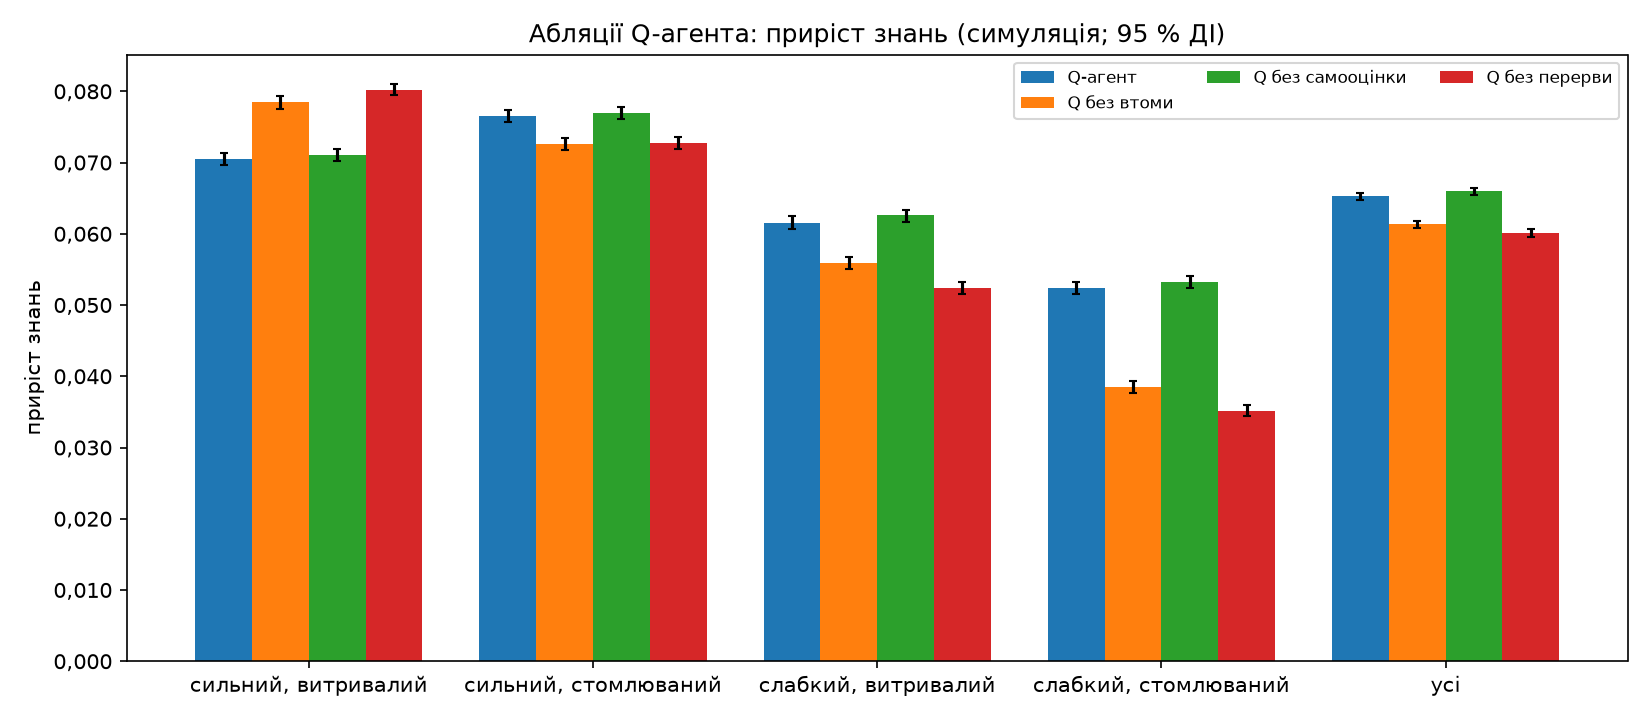 Абляції Q-агента: приріст знань (симуляція; 95 % ДІ)
Q-агент
Q без втоми
Q без самооцінки
Q без перерви
приріст знань
0,080
0,070
0,060
0,050
0,040
0,030
0,020
0,010
0,000
сильний, витривалий
сильний, стомлюваний
слабкий, витривалий
слабкий, стомлюваний
усі